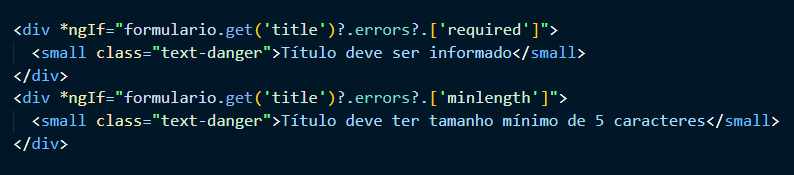 <div *ngIf="formulario.get('title')?.errors?.['required']">
<small class="text-danger">Título deve ser informado</small>
</div>
<div *ngIf="formulario.get('title')?.errors?.['minlength']">
<small class="text-danger">Título deve ter tamanho mínimo de 5 caracteres</small>
</div>